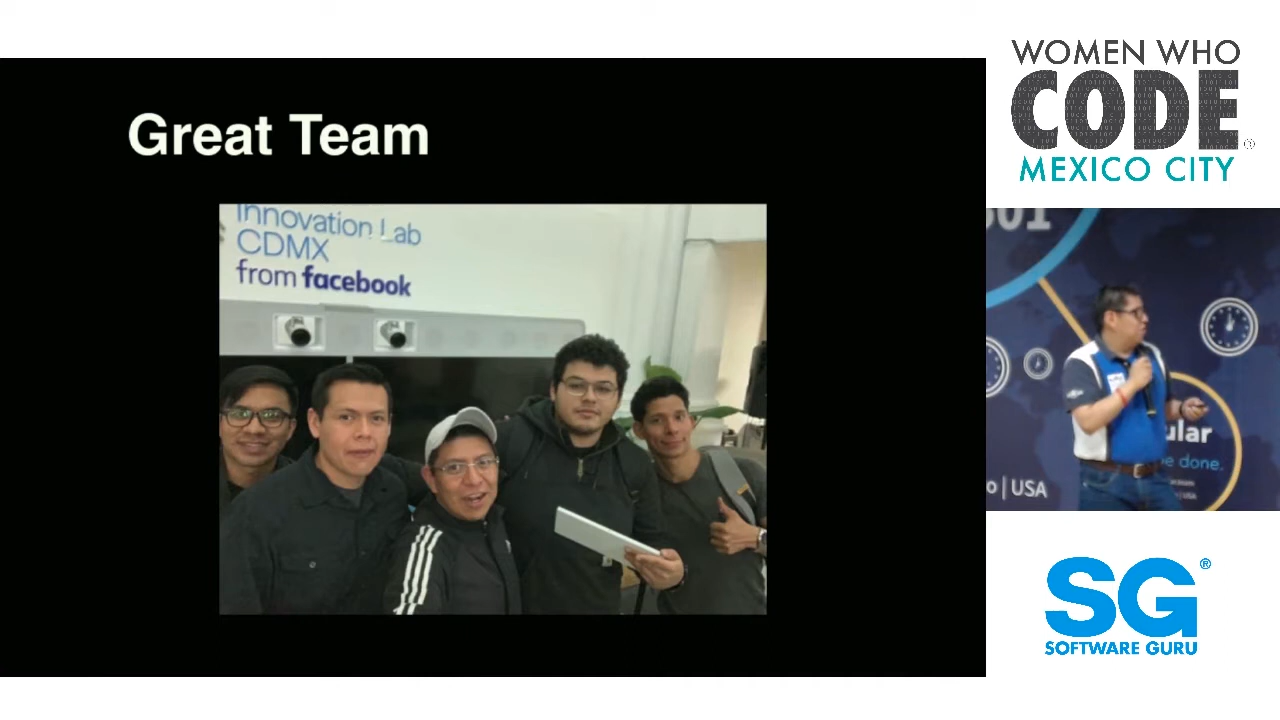 Great Team
Innovation Lab
CDMX
from facebook
WOMEN WHO
CODE
MEXICO CITY
ular
e done.
o | USA
SG®
SOFTWARE GURU